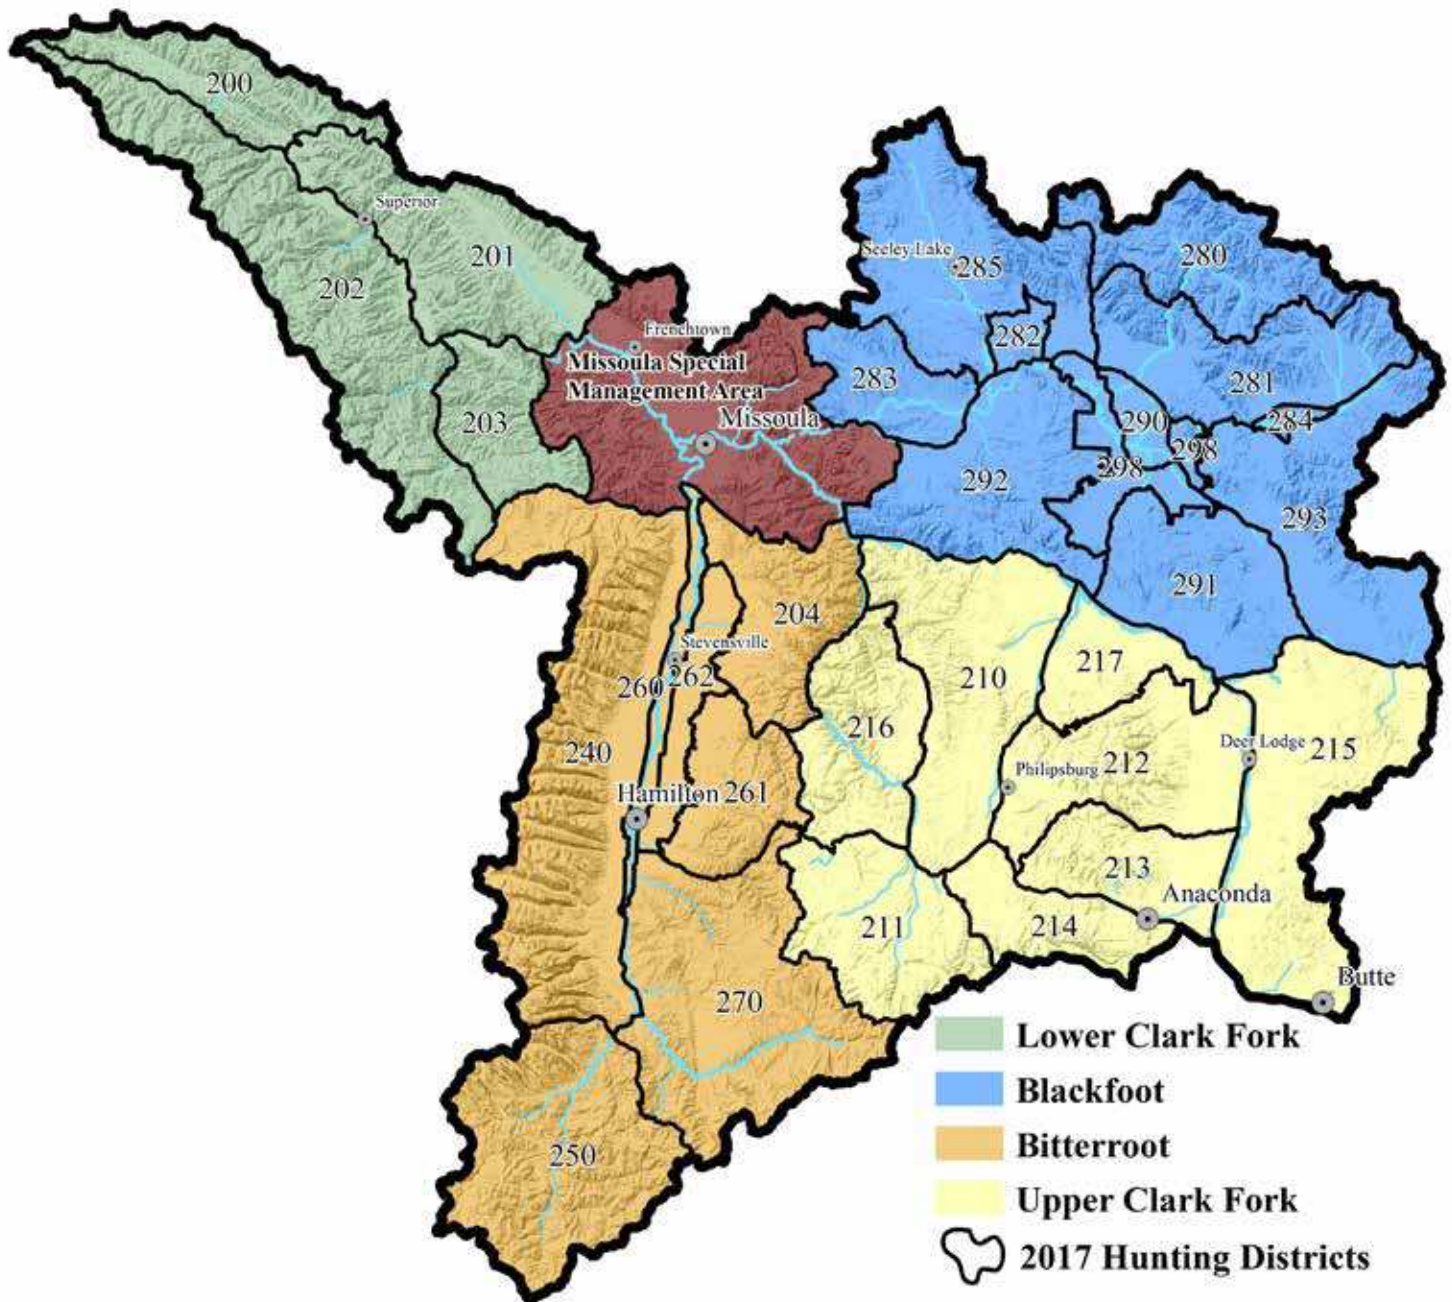 200
Superior
201
202
203
Frenchtown
Missoula Special
Management Area
Missoula
Seeley Lake
285
280
282
283
281
290
284
298
298
292
293
291
204
Stevensville
262
260
240
Hamilton
261
270
250
210
217
216
Philipsburg
212
Deer Lodge
215
213
Anaconda
214
211
Butte
Lower Clark Fork
Blackfoot
Bitterroot
Upper Clark Fork
2017 Hunting Districts